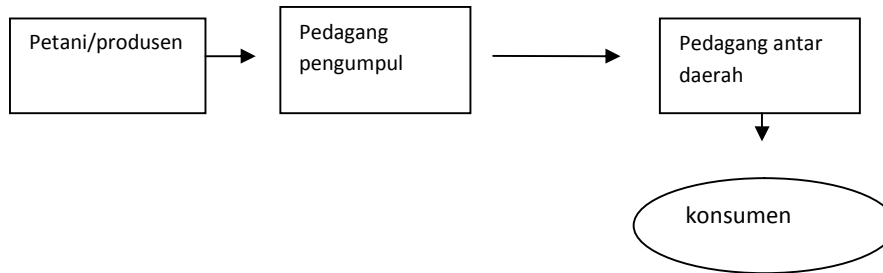 Petani/produsen
Pedagang
pengumpul
Pedagang antar
daerah
konsumen